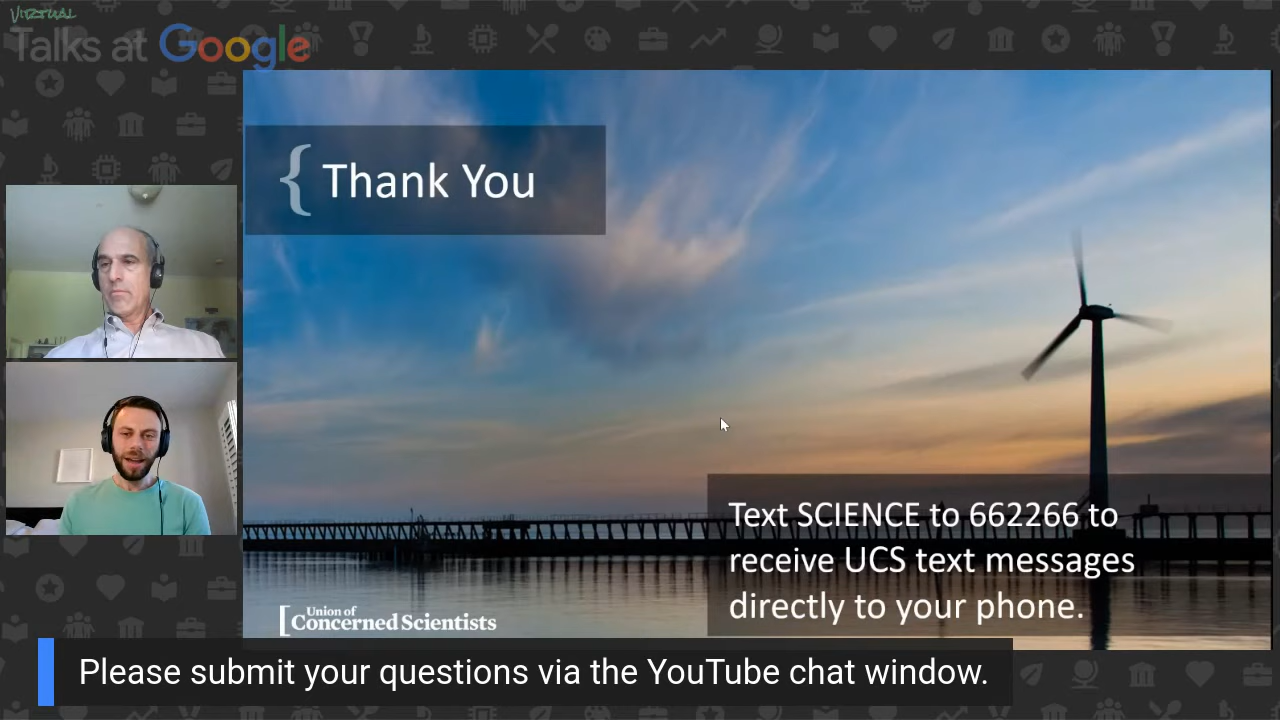 VIRTUAL
Talks at Google
{ Thank You
Text SCIENCE to 662266 to
receive UCS text messages
directly to your phone.
Union of
Concerned Scientists
Please submit your questions via the YouTube chat window.